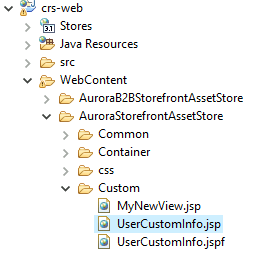 crs-web
Stores
Java Resources
src
WebContent
AuroraB2BStorefrontAssetStore
AuroraStorefrontAssetStore
Common
Container
css
Custom
MyNewView.jsp
UserCustomInfo.jsp
UserCustomInfo.jspf